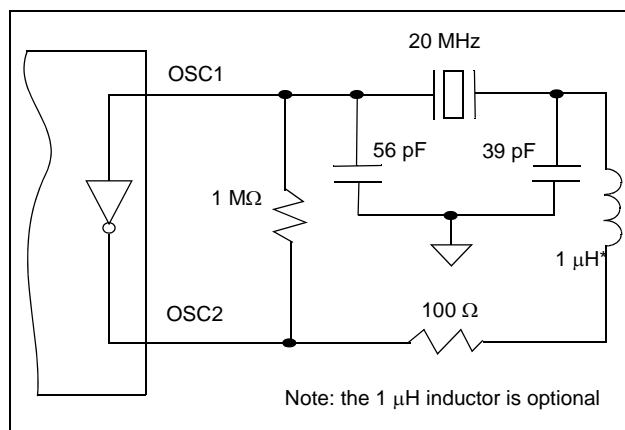 20 MHz
OSC1
56 pF
39 pF
1 MΩ
1 μH*
OSC2
100 Ω
Note: the 1 μH inductor is optional